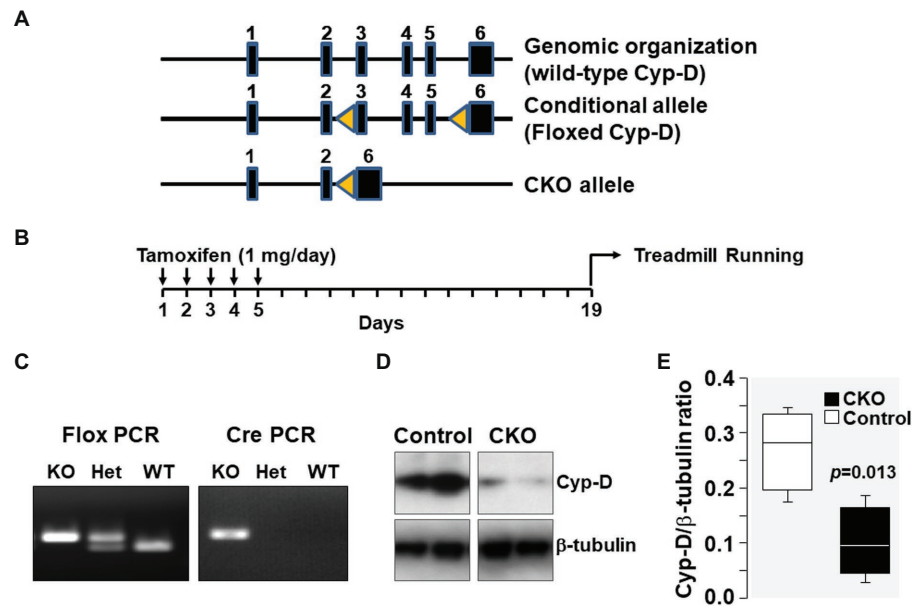 A
1 2 3 4 5 6
Genomic organization
(wild-type Cyp-D)
1 2 3 4 5 6
Conditional allele
(Floxed Cyp-D)
1 2 6
CKO allele
B
Tamoxifen (1 mg/day)
Treadmill Running
1 2 3 4 5 19
Days
C
Flox PCR Cre PCR
KO Het WT KO Het WT
D
Control CKO
Cyp-D
β-tubulin
E
Cyp-D/β-tubulin ratio
0.4
0.3
0.2
0.1
0.0
CKO
Control
p=0.013